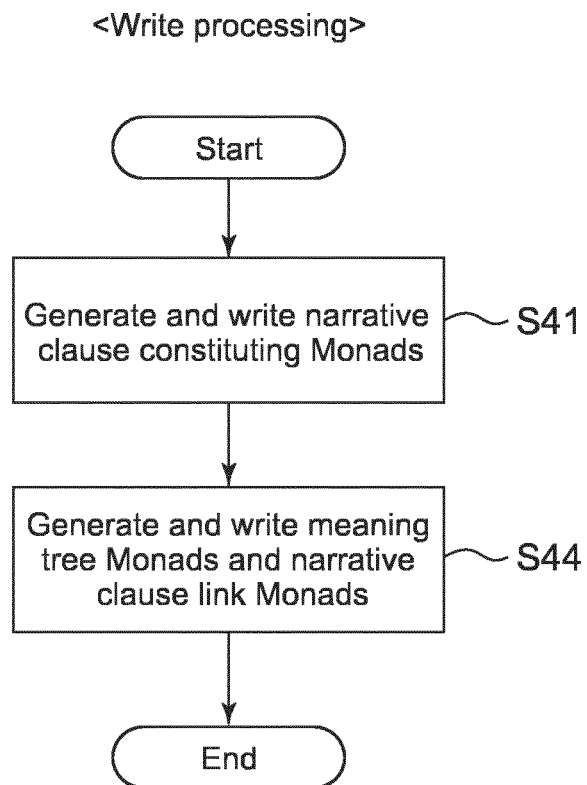 <Write processing>
Start
Generate and write narrative
clause constituting Monads
S41
Generate and write meaning
tree Monads and narrative
clause link Monads
S44
End